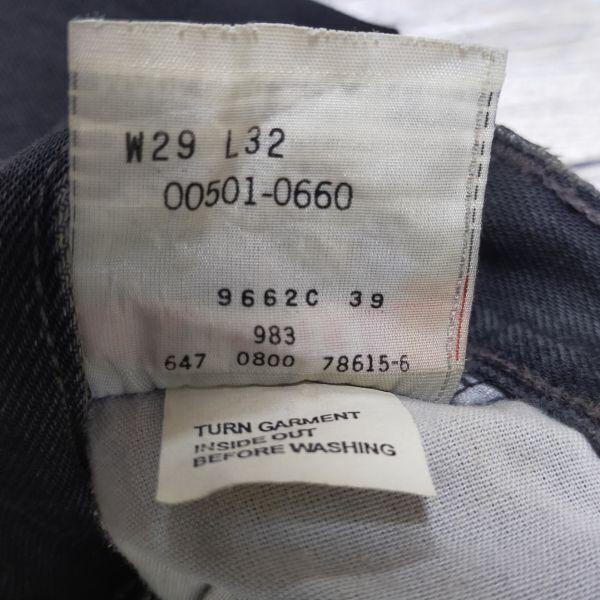 W29 L32
00501-0660
9662C 39
983
647 0800 78615-6
TURN GARMENT
INSIDE OUT
BEFORE WASHING